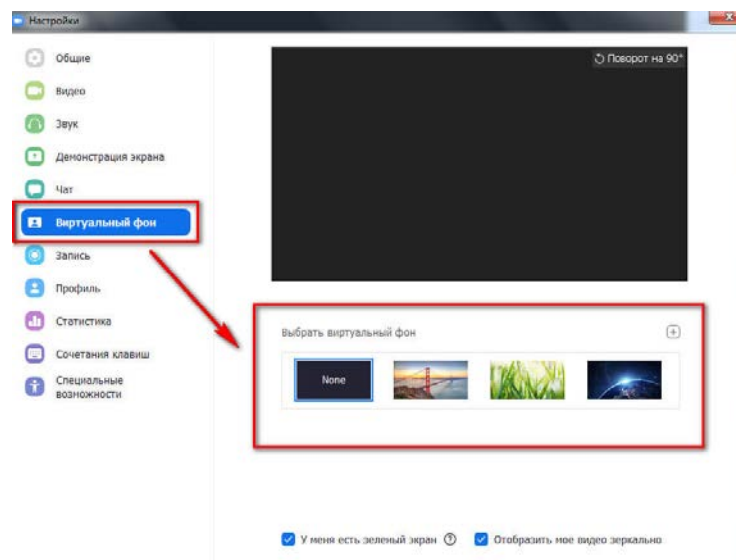 Настройки
Общие
Видео
Звук
Демонстрация экрана
Чат
Виртуальный фон
Запись
Профиль
Статистика
Сочетания клавиш
Специальные
возможности
Поворот на 90°
Выбрать виртуальный фон
None
У меня есть зеленый экран
Отобразить мое видео зеркально